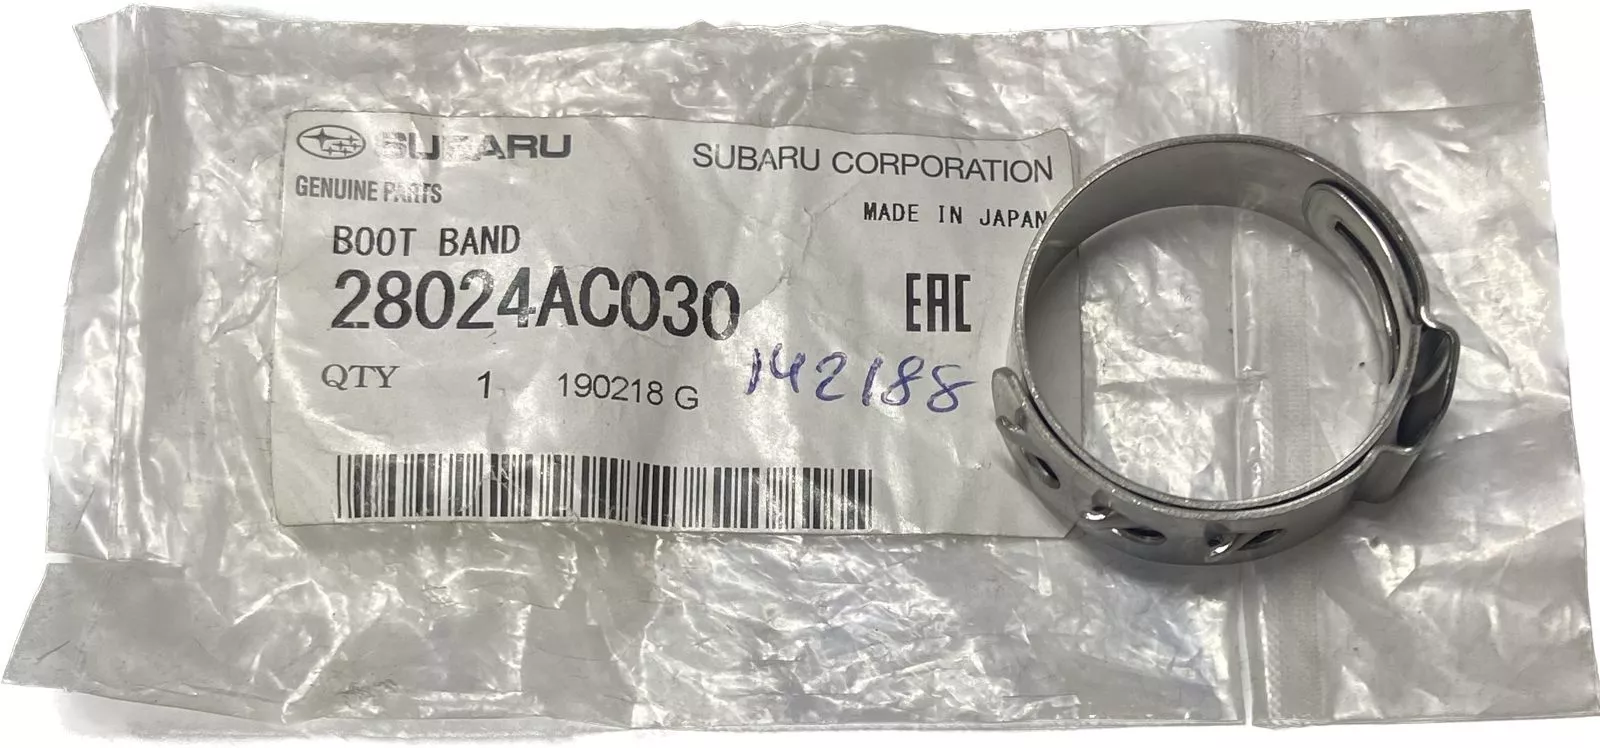 SUBARU
SUBARU CORPORATION
GENUINE PARTS
MADE IN JAPAN
BOOT BAND
28024AC030
EAC
QTY 1 190218 G
142188